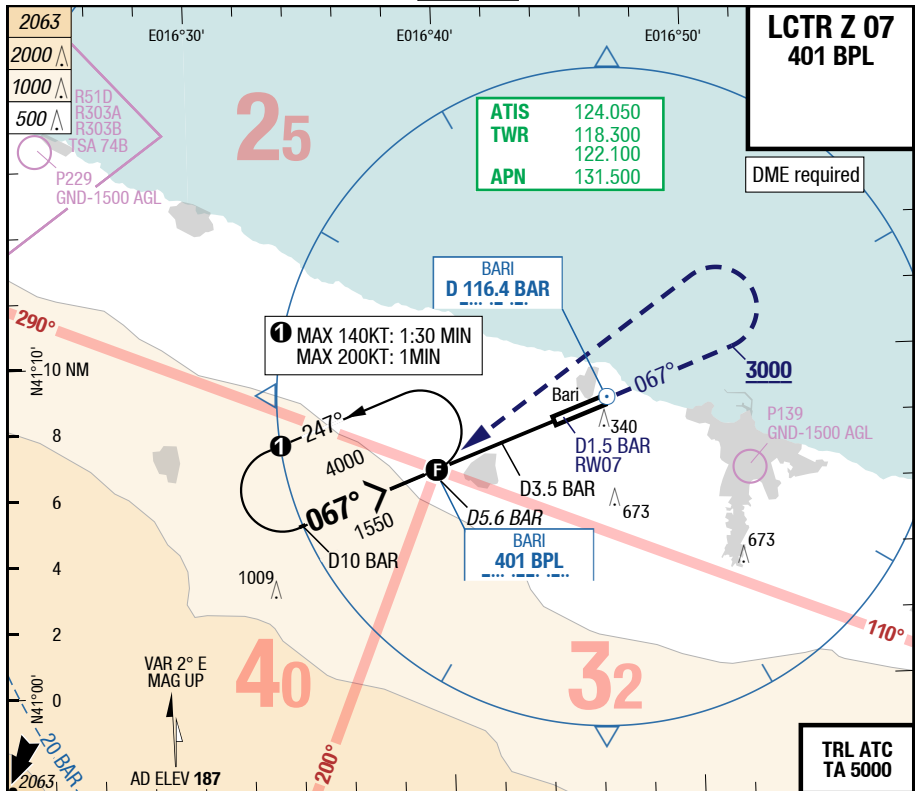 2063
2000
1000
500
E016°30'
E016°40'
E016°50'
LCTR Z 07
401 BPL
R51D
R303A
R303B
TSA 74B
P229
GND-1500 AGL
25
ATIS 124.050
TWR 118.300
122.100
APN 131.500
DME required
BARI
D 116.4 BAR
290°
1 MAX 140KT: 1:30 MIN
MAX 200KT: 1MIN
N41°10'
10 NM
067°
3000
Bari
340
P139
GND-1500 AGL
D1.5 BAR
RW07
247°
1
8
4000
F
D3.5 BAR
6
067°
1550
D5.6 BAR
673
D10 BAR
BARI
401 BPL
673
4
1009
110°
2
VAR 2° E
MAG UP
40
32
N41°00'
0
20 BAR
200°
TRL ATC
TA 5000
2063
AD ELEV 187